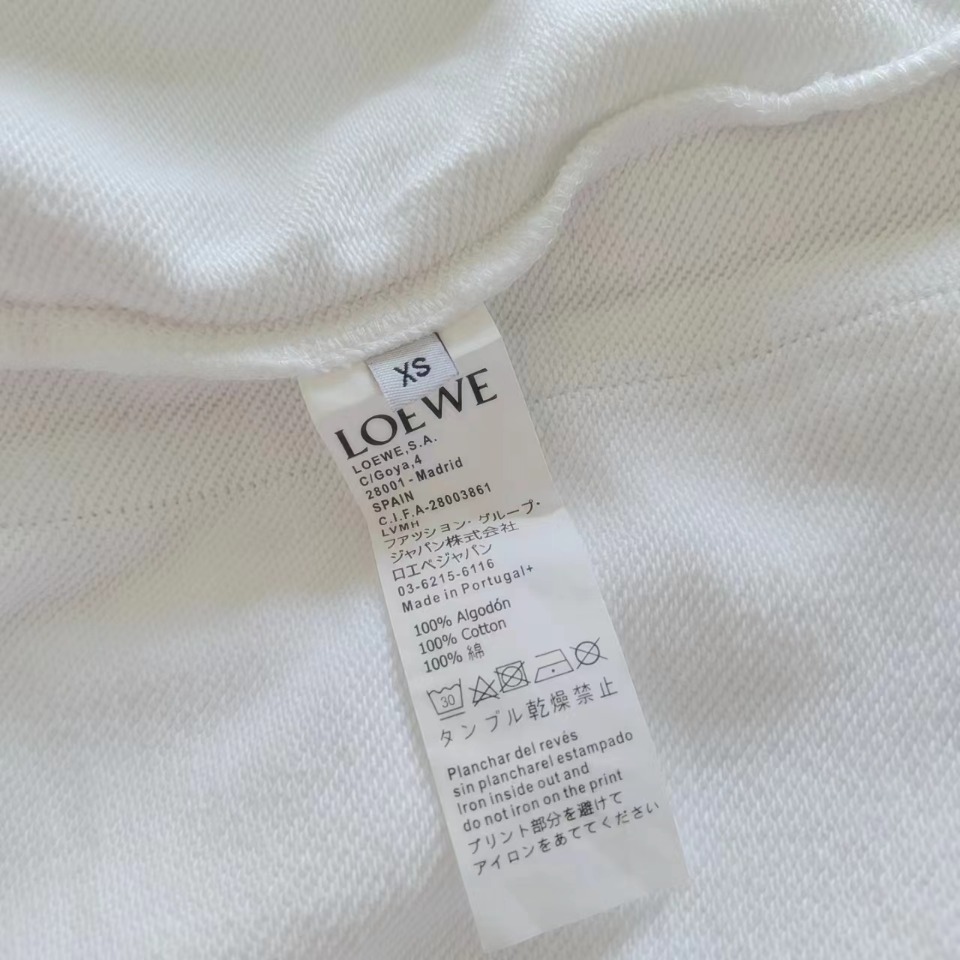 XS
LOEWE
LOEWE,S.A.
C/Goya,4
28001-Madrid
SPAIN
C.I.F.A-28003861
LVMH
ファツション・グループ・
ジャパン株式会社
ロエペジャパン
03-6215-6116
Made in Portugal+
100% Algodón
100% Cotton
100% 綿
30
タンブル乾燥禁止
Planchar del revés
sin plancharel estampado
Iron inside out and
do not iron on the print
プリント部分を避けて
アイロンをあててください